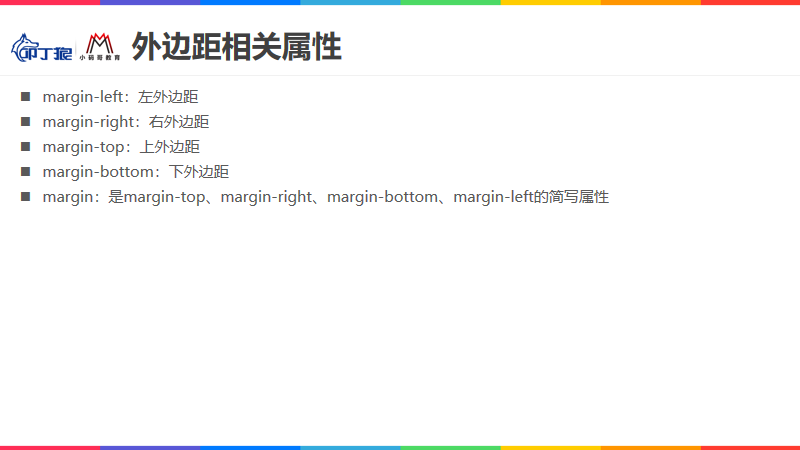 叩丁狼
小码哥教育
外边距相关属性
margin-left：左外边距
margin-right：右外边距
margin-top：上外边距
margin-bottom：下外边距
margin：是margin-top、margin-right、margin-bottom、margin-left的简写属性